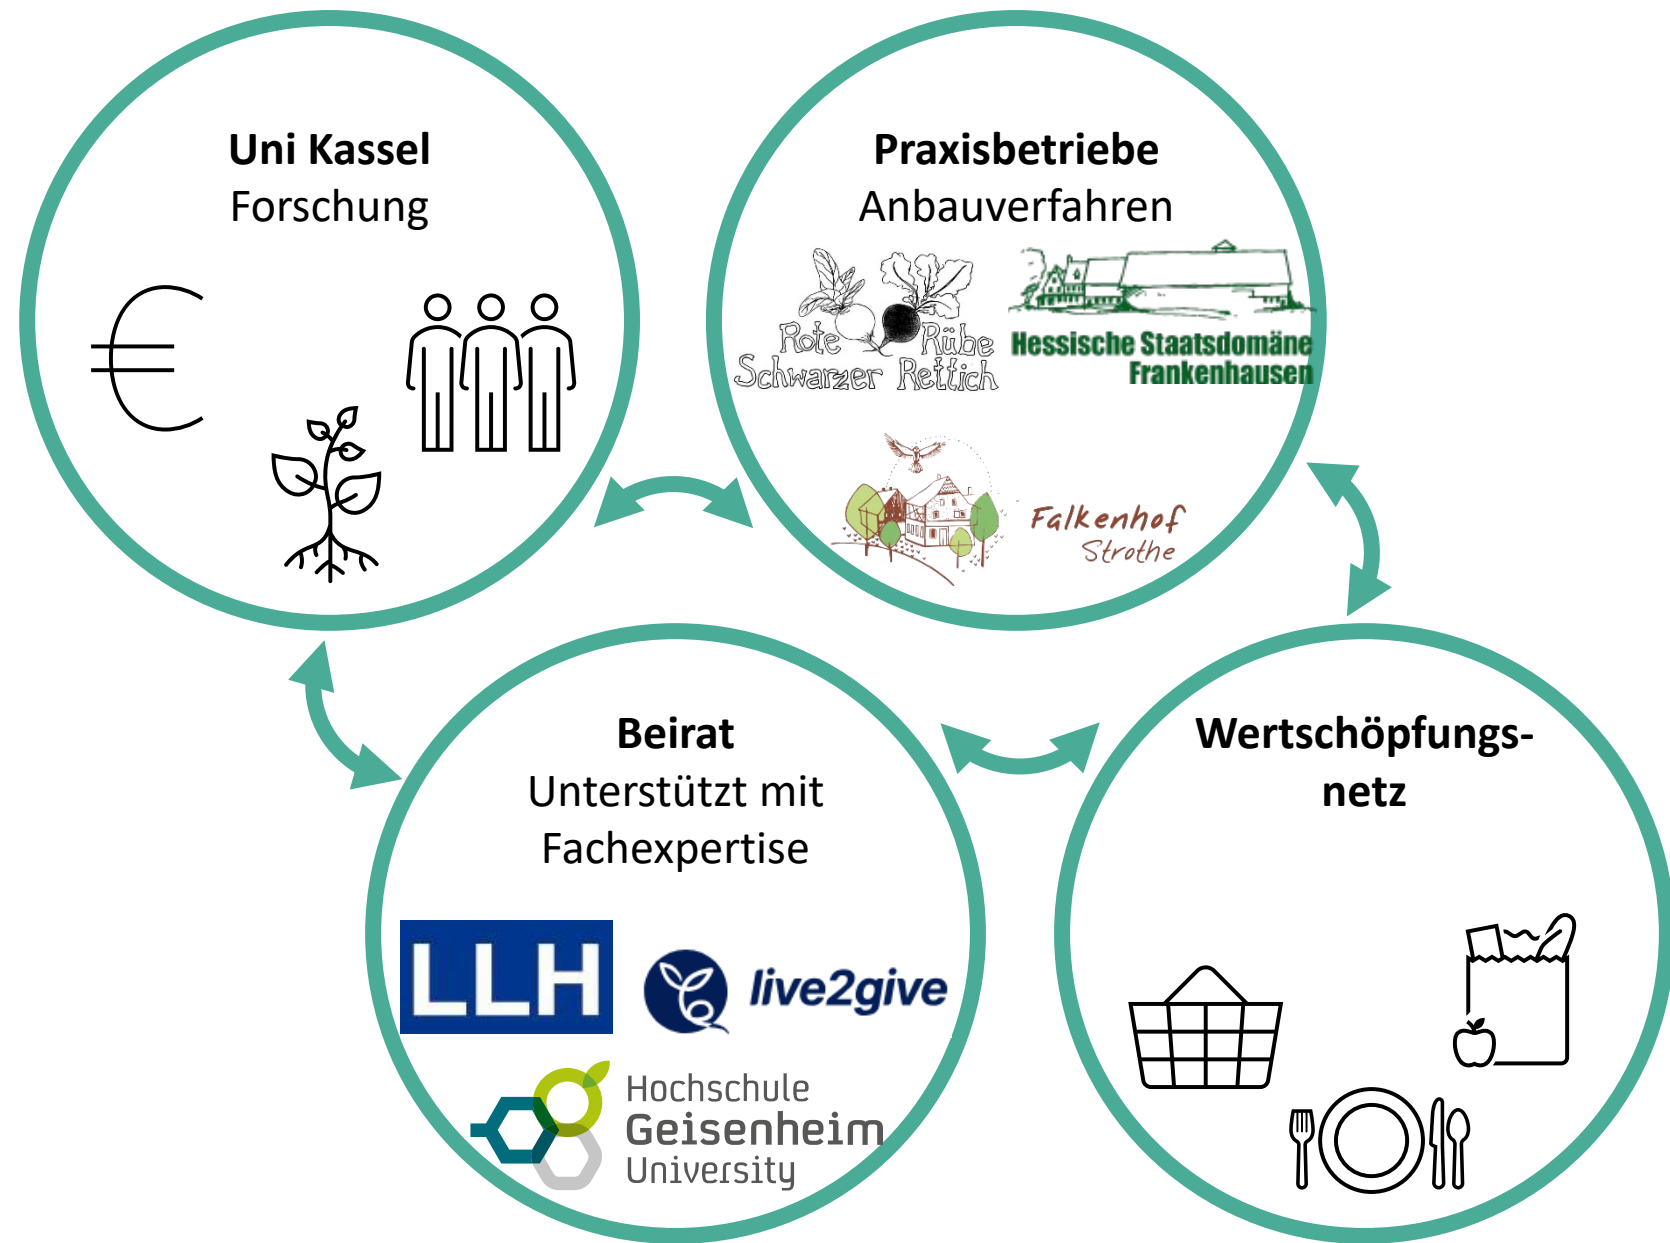 Uni Kassel
Forschung
Praxisbetriebe
Anbauverfahren
Rote Rübe
Schwarzer Rettich
Hessische Staatsdomäne
Frankenhausen
Falkenhof
Strothe
Beirat
Unterstützt mit
Fachexpertise
LLH
live2give
Hochschule
Geisenheim
University
Wertschöpfungs-
netz